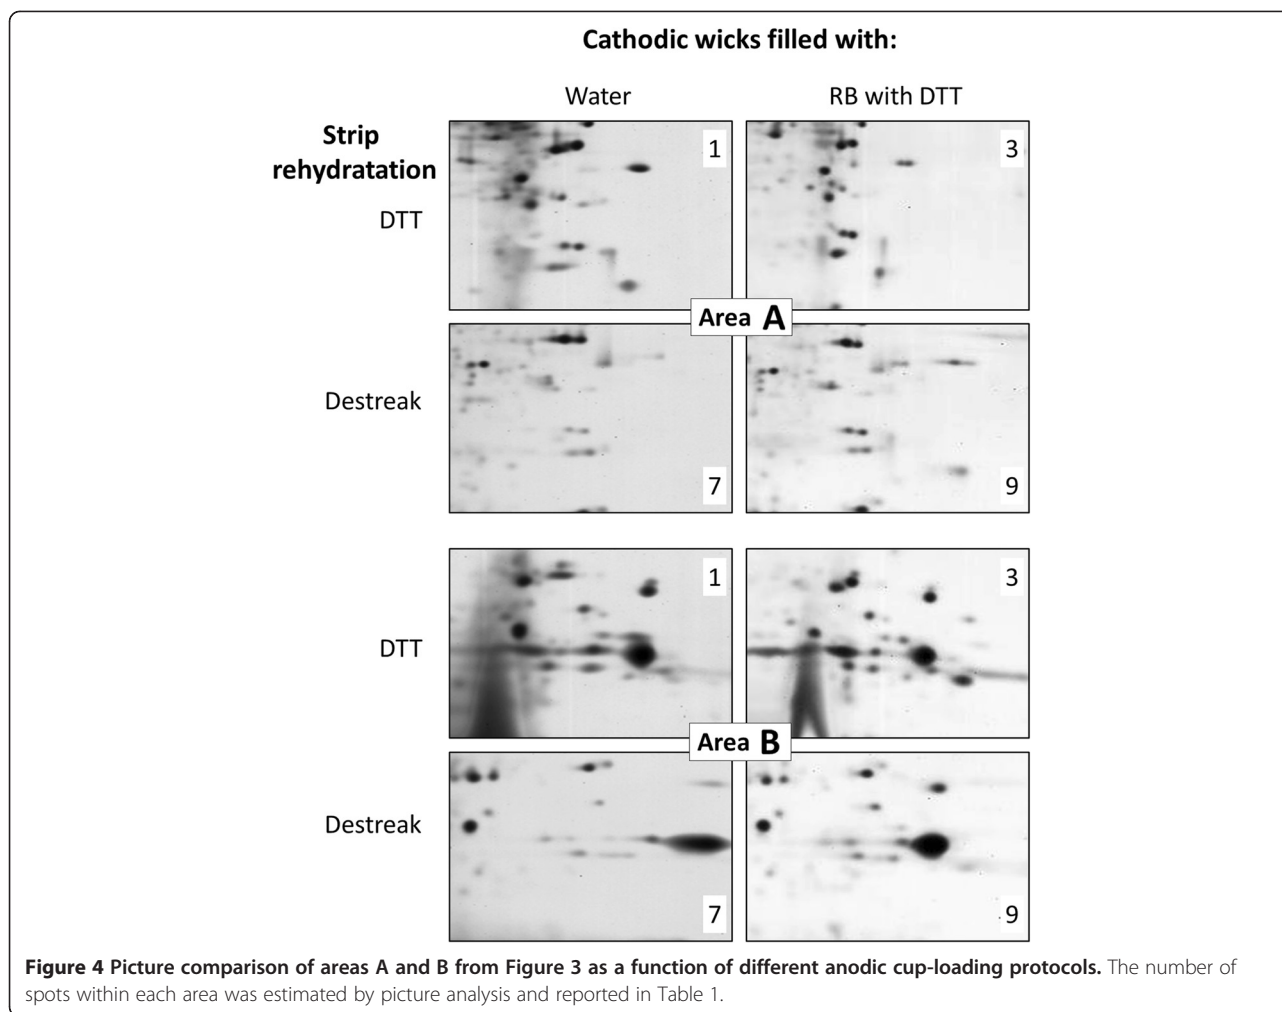 Cathodic wicks filled with:
Water RB with DTT
Strip
rehydratation
DTT
1 3
Area A
Destreak
7 9
DTT
1 3
Area B
Destreak
7 9
Figure 4 Picture comparison of areas A and B from Figure 3 as a function of different anodic cup-loading protocols. The number of
spots within each area was estimated by picture analysis and reported in Table 1.